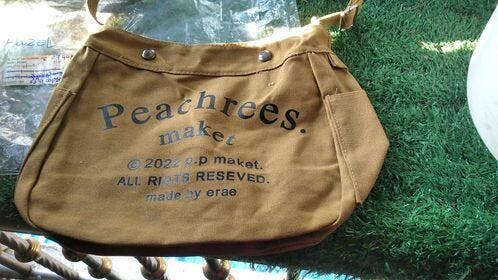 Peachrees.
maket
© 2022 p.p maket.
ALL RIGTS RESEVED.
made by erae